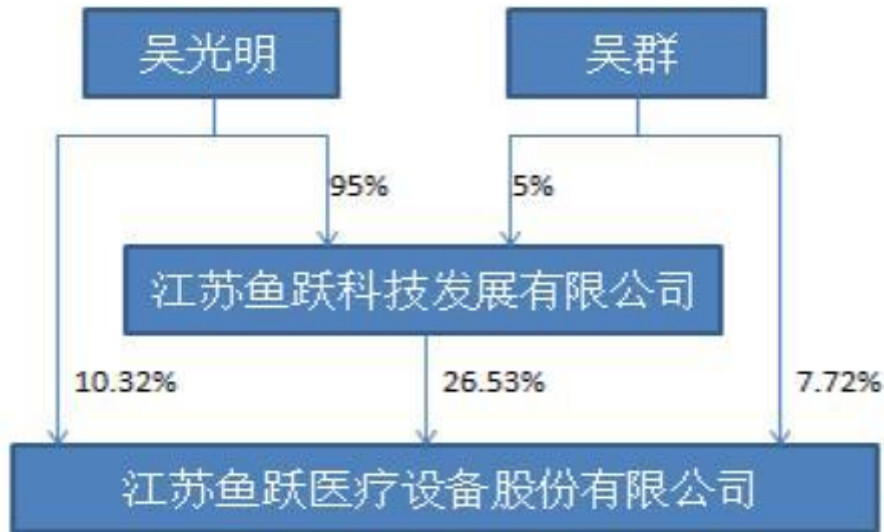 吴光明
吴群
95%
5%
江苏鱼跃科技发展有限公司
10.32%
26.53%
7.72%
江苏鱼跃医疗设备股份有限公司